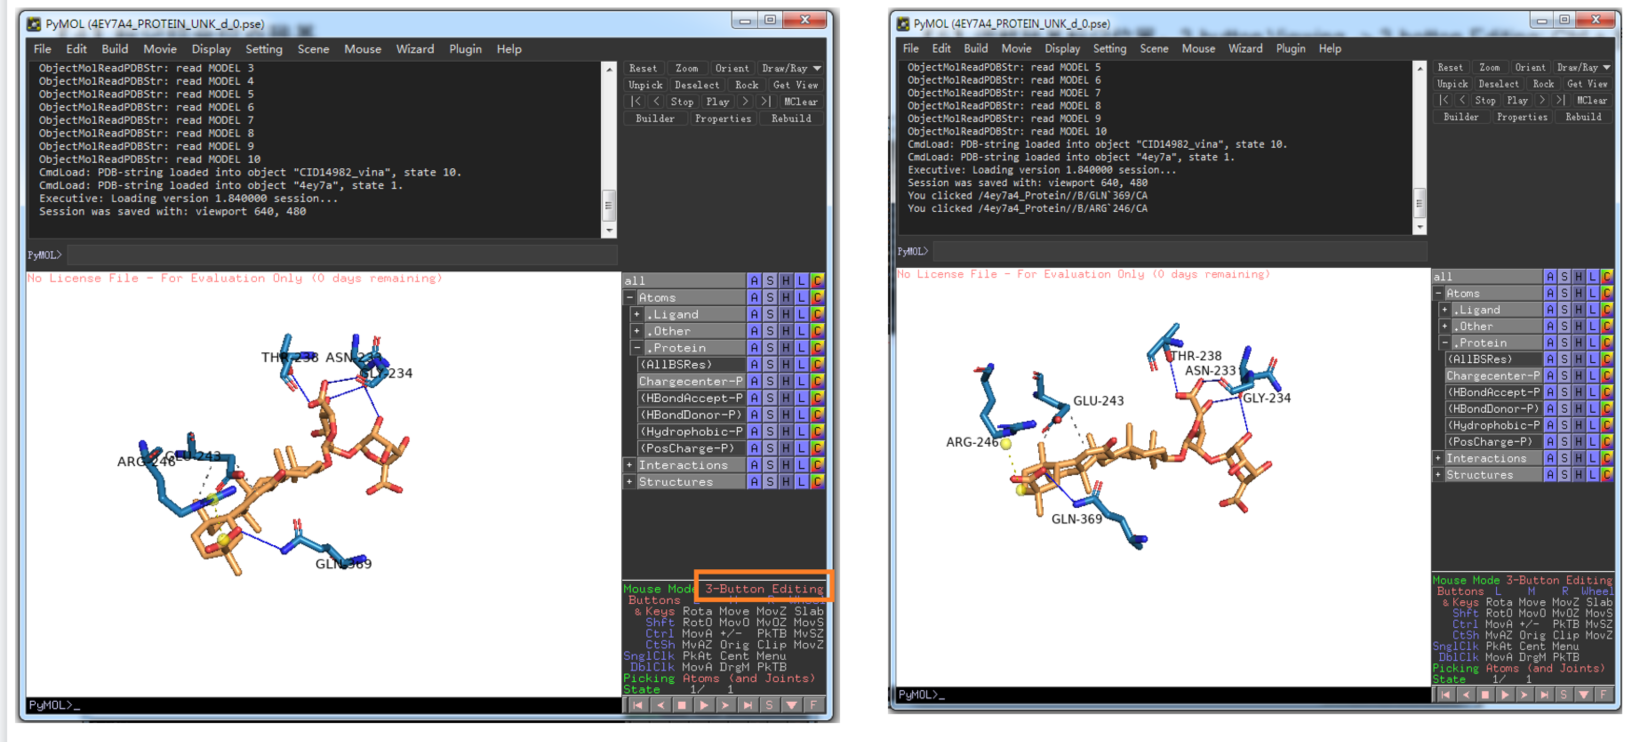 PyMOL (4EY7A4_PROTEIN_UNK_d_0.pse)
File Edit Build Movie Display Setting Scene Mouse Wizard Plugin Help
ObjectMolReadPDBStr: read MODEL 3
ObjectMolReadPDBStr: read MODEL 4
ObjectMolReadPDBStr: read MODEL 5
ObjectMolReadPDBStr: read MODEL 6
ObjectMolReadPDBStr: read MODEL 7
ObjectMolReadPDBStr: read MODEL 8
ObjectMolReadPDBStr: read MODEL 9
ObjectMolReadPDBStr: read MODEL 10
CmdLoad: PDB-string loaded into object "CID14982_vina", state 10.
CmdLoad: PDB-string loaded into object "4ey7a", state 1.
Executive: Loading version 1.840000 session...
Session was saved with: viewport 640, 480
Reset Zoom Orient Draw/Ray
Unpick Deselect Rock Get View
|< < Stop Play > >| MClear
Builder Properties Rebuild
PyMOL>
No License File - For Evaluation Only (0 days remaining)
THR-238 ASN-233
GLY-234
ARG-246 GLU-243
GLN-369
all A S H L C
- Atoms A S H L C
+ .Ligand A S H L C
+ .Other A S H L C
- .Protein A S H L C
(AllBSRes) A S H L C
Chargecenter-P A S H L C
(HBondAccept-P A S H L C
(HBondDonor-P) A S H L C
(Hydrophobic-P A S H L C
(PosCharge-P) A S H L C
+ Interactions A S H L C
+ Structures A S H L C
Mouse Mode 3-Button Editing
Buttons L M R Wheel
& Keys Rota Move MovZ Slab
Shft RotO MovO MvOZ MovS
Ctrl MovA +/- PkTB MvSZ
CtSh MvAZ Orig Clip MovZ
SnglClk PkAt Cent Menu
DblClk MovA DrgM PkTB
Picking Atoms (and Joints)
State 1/ 1
PyMOL>_
S F
PyMOL (4EY7A4_PROTEIN_UNK_d_0.pse)
File Edit Build Movie Display Setting Scene Mouse Wizard Plugin Help
ObjectMolReadPDBStr: read MODEL 5
ObjectMolReadPDBStr: read MODEL 6
ObjectMolReadPDBStr: read MODEL 7
ObjectMolReadPDBStr: read MODEL 8
ObjectMolReadPDBStr: read MODEL 9
ObjectMolReadPDBStr: read MODEL 10
CmdLoad: PDB-string loaded into object "CID14982_vina", state 10.
CmdLoad: PDB-string loaded into object "4ey7a", state 1.
Executive: Loading version 1.840000 session...
Session was saved with: viewport 640, 480
You clicked /4ey7a4_Protein//B/GLN`369/CA
You clicked /4ey7a4_Protein//B/ARG`246/CA
Reset Zoom Orient Draw/Ray
Unpick Deselect Rock Get View
|< < Stop Play > >| MClear
Builder Properties Rebuild
PyMOL>
No License File - For Evaluation Only (0 days remaining)
THR-238
ASN-233
GLY-234
GLU-243
ARG-246
GLN-369
all A S H L C
- Atoms A S H L C
+ .Ligand A S H L C
+ .Other A S H L C
- .Protein A S H L C
(AllBSRes) A S H L C
Chargecenter-P A S H L C
(HBondAccept-P A S H L C
(HBondDonor-P) A S H L C
(Hydrophobic-P A S H L C
(PosCharge-P) A S H L C
+ Interactions A S H L C
+ Structures A S H L C
Mouse Mode 3-Button Editing
Buttons L M R Wheel
& Keys Rota Move MovZ Slab
Shft RotO MovO MvOZ MovS
Ctrl MovA +/- PkTB MvSZ
CtSh MvAZ Orig Clip MovZ
SnglClk PkAt Cent Menu
DblClk MovA DrgM PkTB
Picking Atoms (and Joints)
State 1/ 1
PyMOL>_
S F